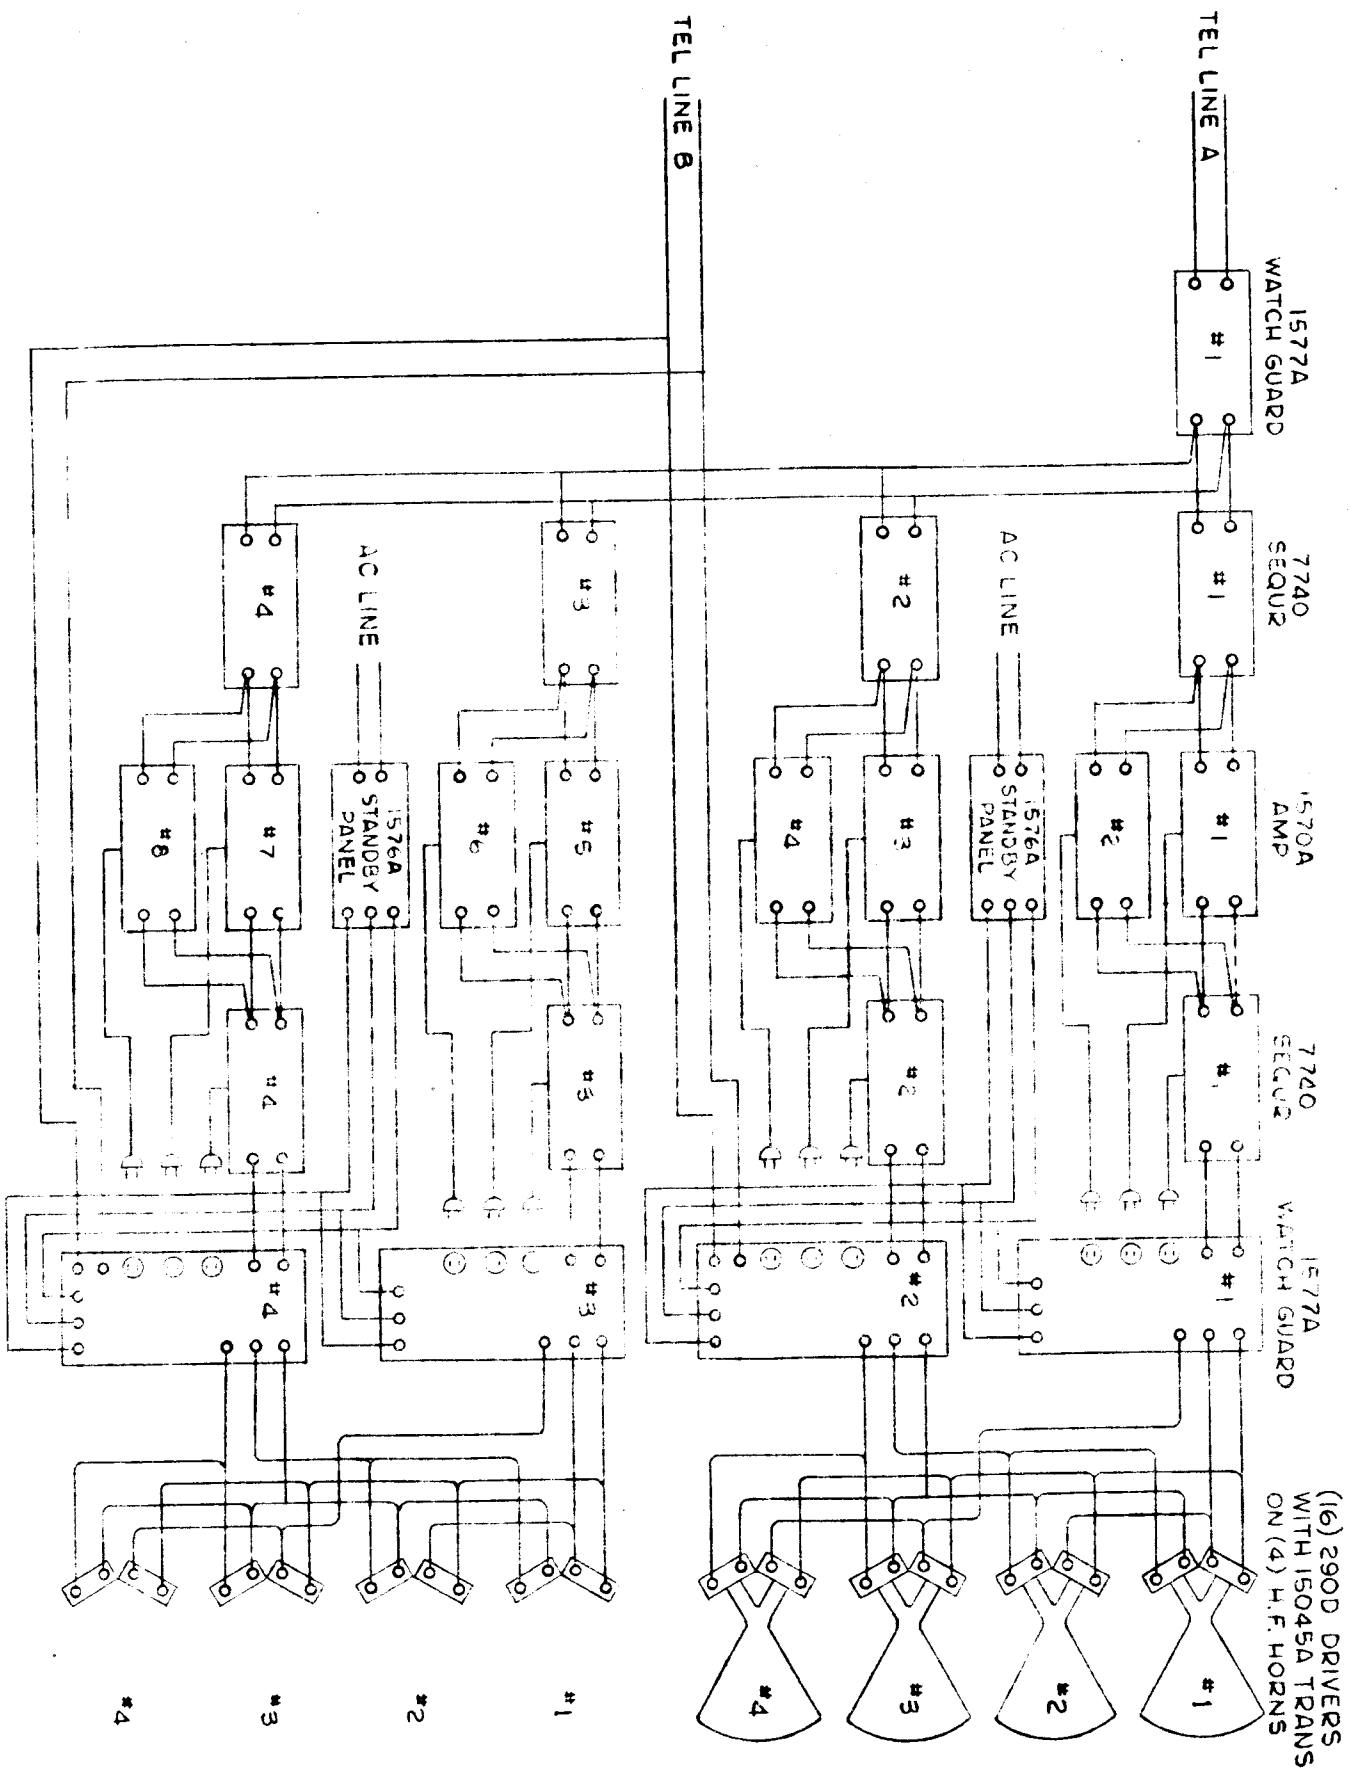 TEL LINE A
TEL LINE B
1577A
WATCH GUARD
#1
7740
SEQUR
#1
#2
#3
#4
AC LINE
AC LINE
1570A
AMP
#1
#2
1576A
STANDBY
PANEL
#3
#4
#5
#6
1576A
STANDBY
PANEL
#7
#8
7740
SEQUR
#2
#3
#4
1577A
WATCH GUARD
#1
#2
#3
#4
(16) 290D DRIVERS
WITH 15045A TRANS
ON (4) H.F. HORNS
#1
#2
#3
#4
#1
#2
#3
#4